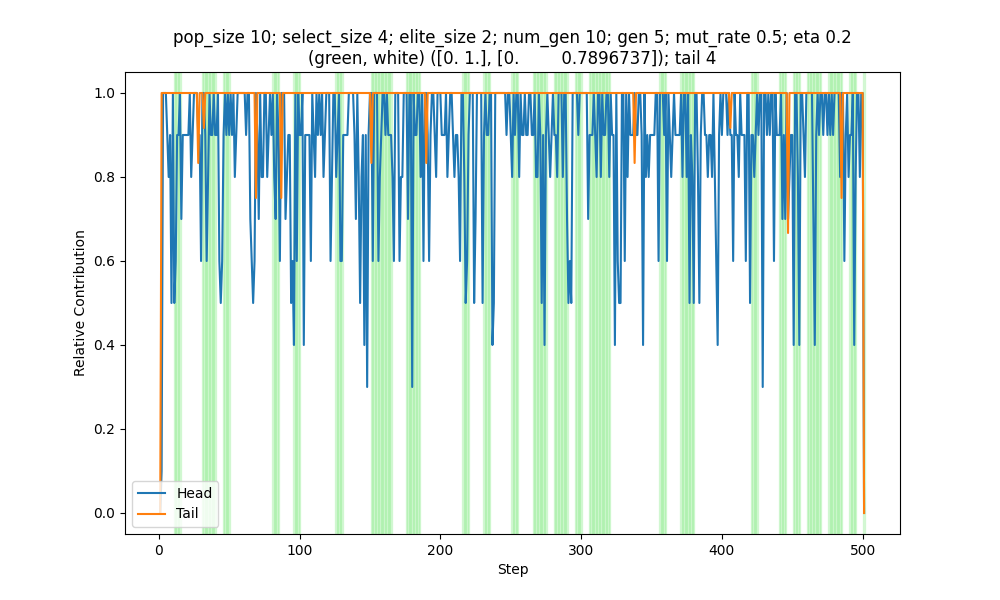 pop_size 10; select_size 4; elite_size 2; num_gen 10; gen 5; mut_rate 0.5; eta 0.2
(green, white) ([0. 1.], [0.         0.7896737]); tail 4
1.0
0.8
0.6
0.4
0.2
0.0
Relative Contribution
Head
Tail
0 100 200 300 400 500
Step